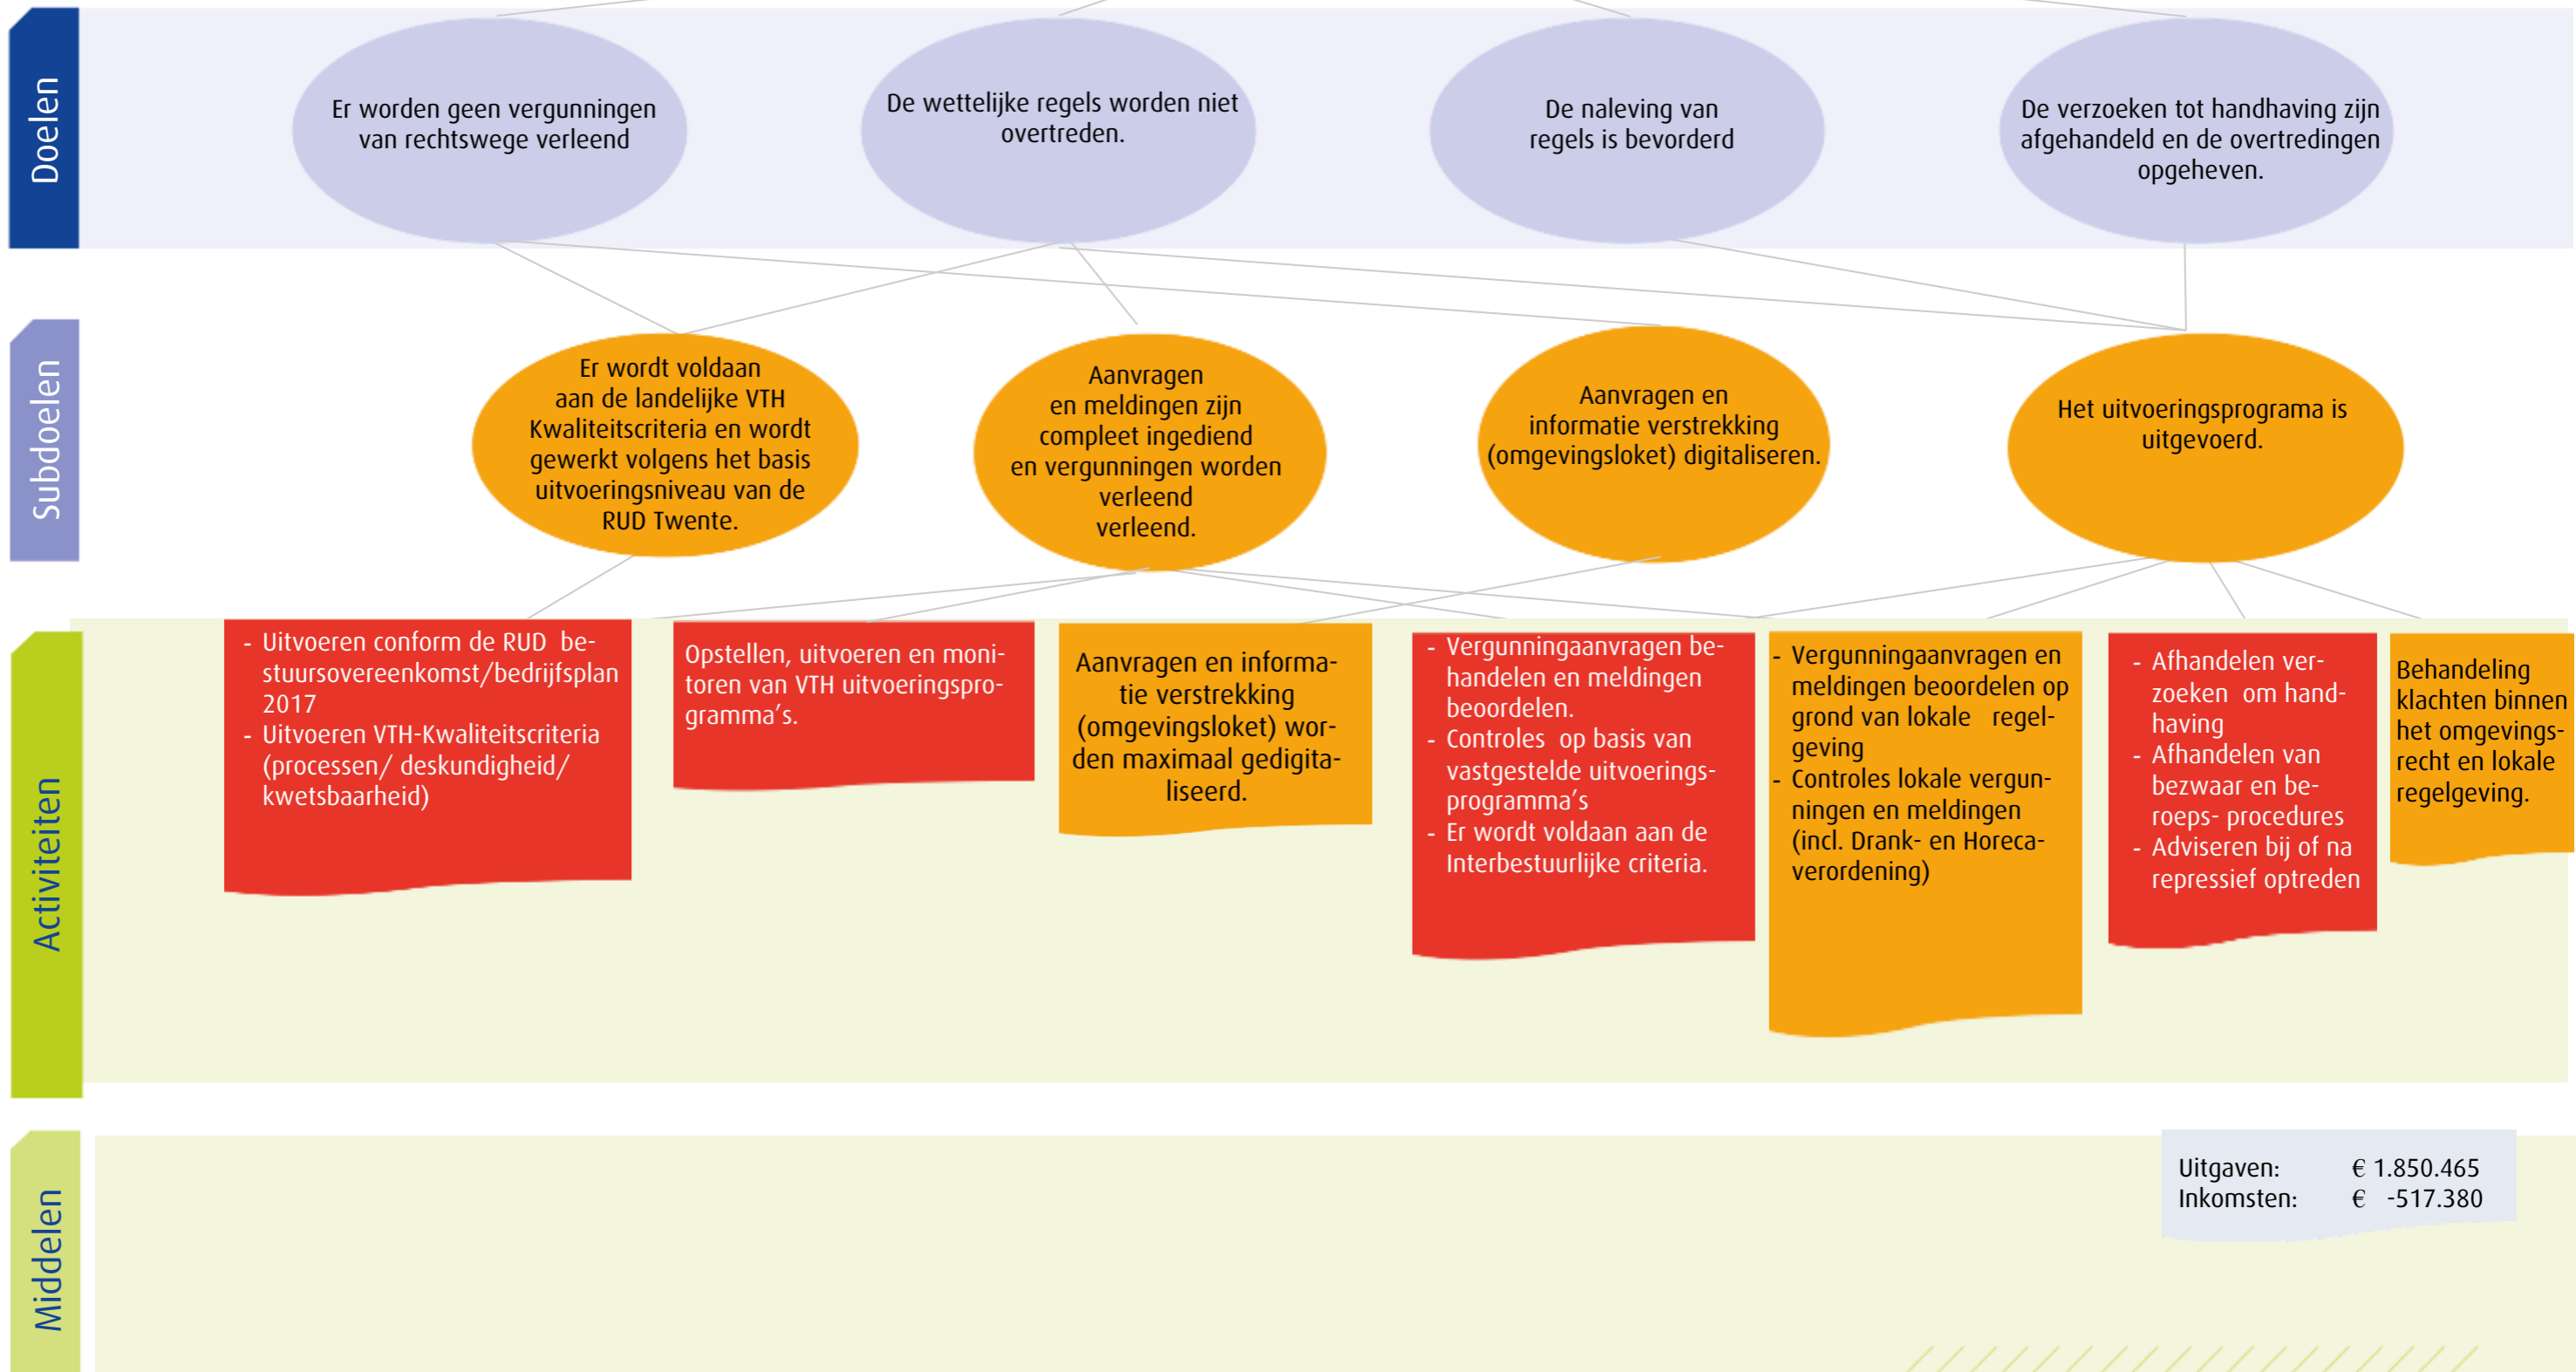 Doelen
Er worden geen vergunningen
van rechtswege verleend
De wettelijke regels worden niet
overtreden.
De naleving van
regels is bevorderd
De verzoeken tot handhaving zijn
afgehandeld en de overtredingen
opgeheven.
Subdoelen
Er wordt voldaan
aan de landelijke VTH
Kwaliteitscriteria en wordt
gewerkt volgens het basis
uitvoeringsniveau van de
RUD Twente.
Aanvragen
en meldingen zijn
compleet ingediend
en vergunningen worden
verleend
verleend.
Aanvragen en
informatie verstrekking
(omgevingsloket) digitaliseren.
Het uitvoeringsprograma is
uitgevoerd.
Activiteiten
- Uitvoeren conform de RUD be-
stuursovereenkomst/bedrijfsplan
2017
- Uitvoeren VTH-Kwaliteitscriteria
(processen/ deskundigheid/
kwetsbaarheid)
Opstellen, uitvoeren en moni-
toren van VTH uitvoeringspro-
gramma's.
Aanvragen en informa-
tie verstrekking
(omgevingsloket) wor-
den maximaal gedigita-
liseerd.
- Vergunningaanvragen be-
handelen en meldingen
beoordelen.
- Controles op basis van
vastgestelde uitvoerings-
programma's
- Er wordt voldaan aan de
Interbestuurlijke criteria.
- Vergunningaanvragen en
meldingen beoordelen op
grond van lokale regel-
geving
- Controles lokale vergun-
ningen en meldingen
(incl. Drank- en Horeca-
verordening)
- Afhandelen ver-
zoeken om hand-
having
- Afhandelen van
bezwaar en be-
roeps- procedures
- Adviseren bij of na
repressief optreden
Behandeling
klachten binnen
het omgevings-
recht en lokale
regelgeving.
Middelen
Uitgaven: € 1.850.465
Inkomsten: € -517.380